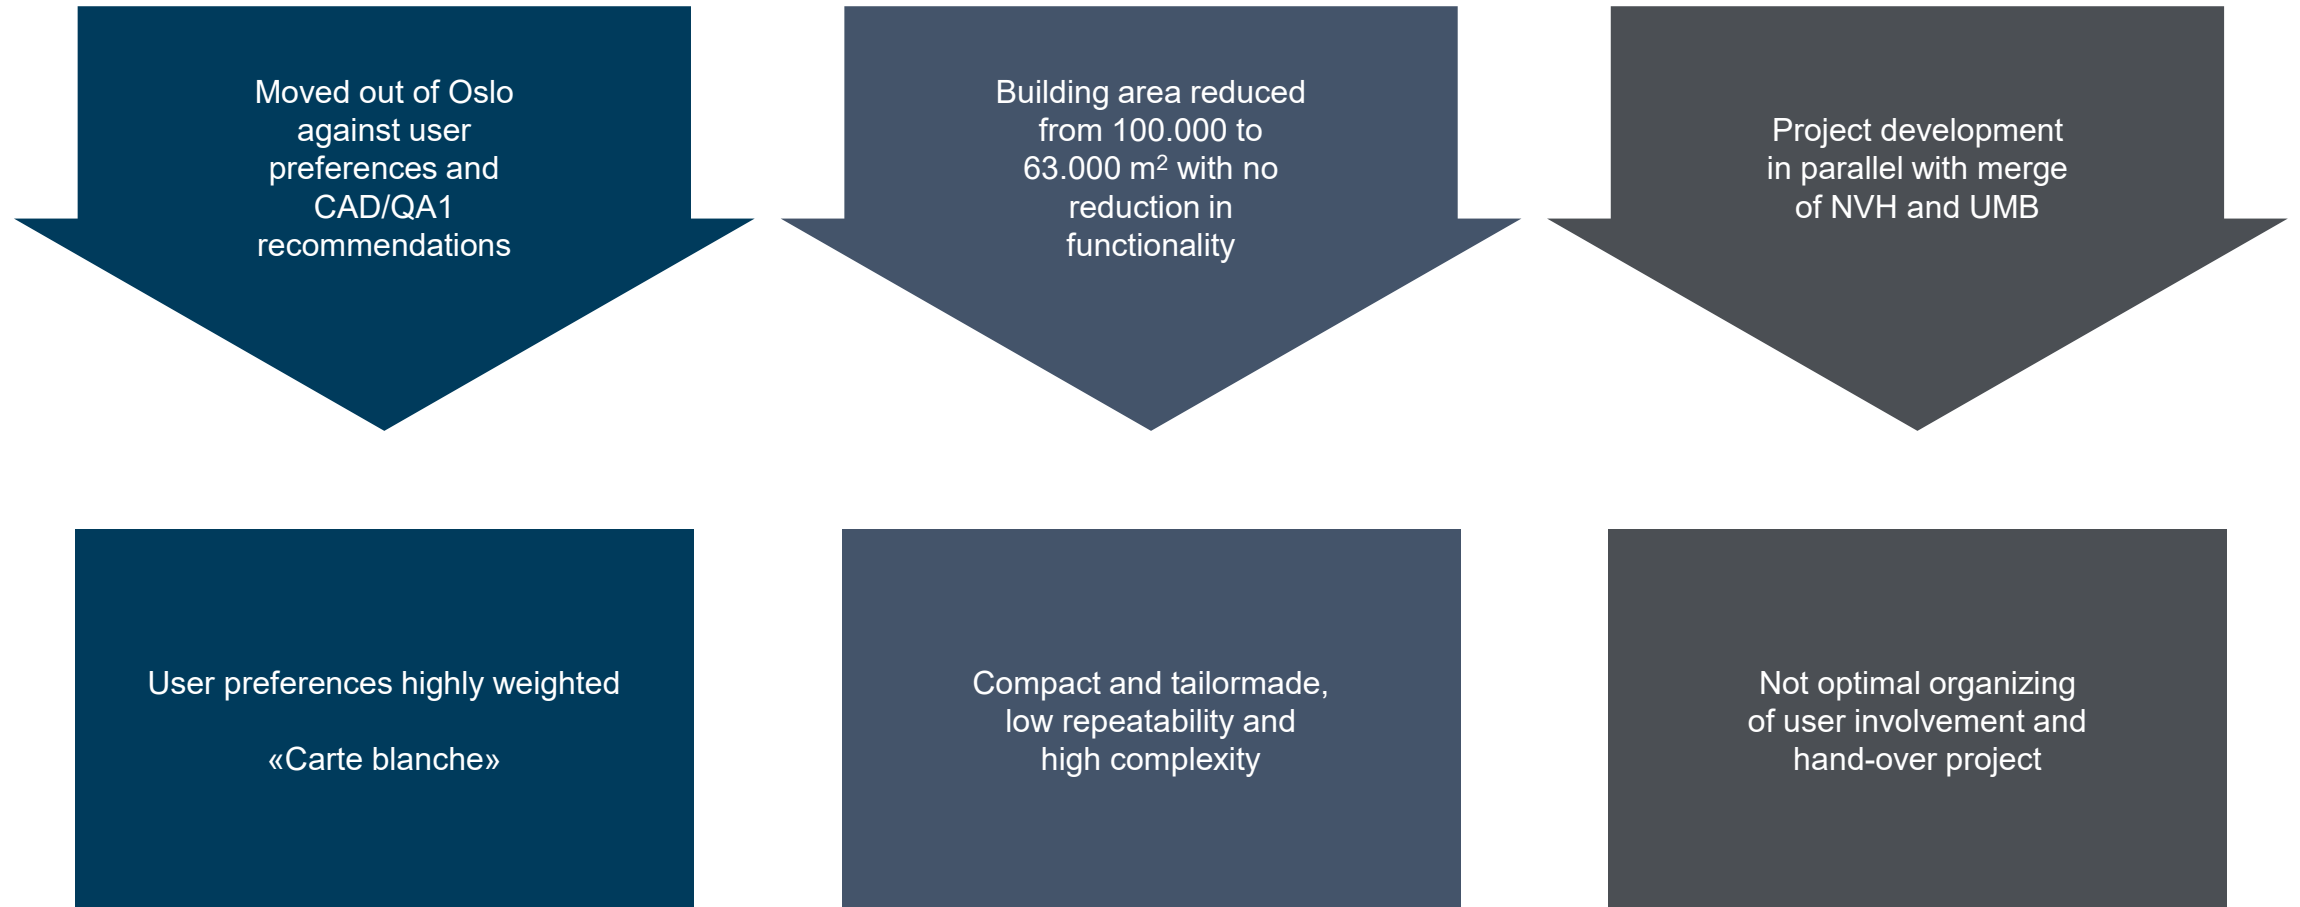 Moved out of Oslo
against user
preferences and
CAD/QA1
recommendations
Building area reduced
from 100.000 to
63.000 m² with no
reduction in
functionality
Project development
in parallel with merge
of NVH and UMB
User preferences highly weighted
«Carte blanche»
Compact and tailormade,
low repeatability and
high complexity
Not optimal organizing
of user involvement and
hand-over project